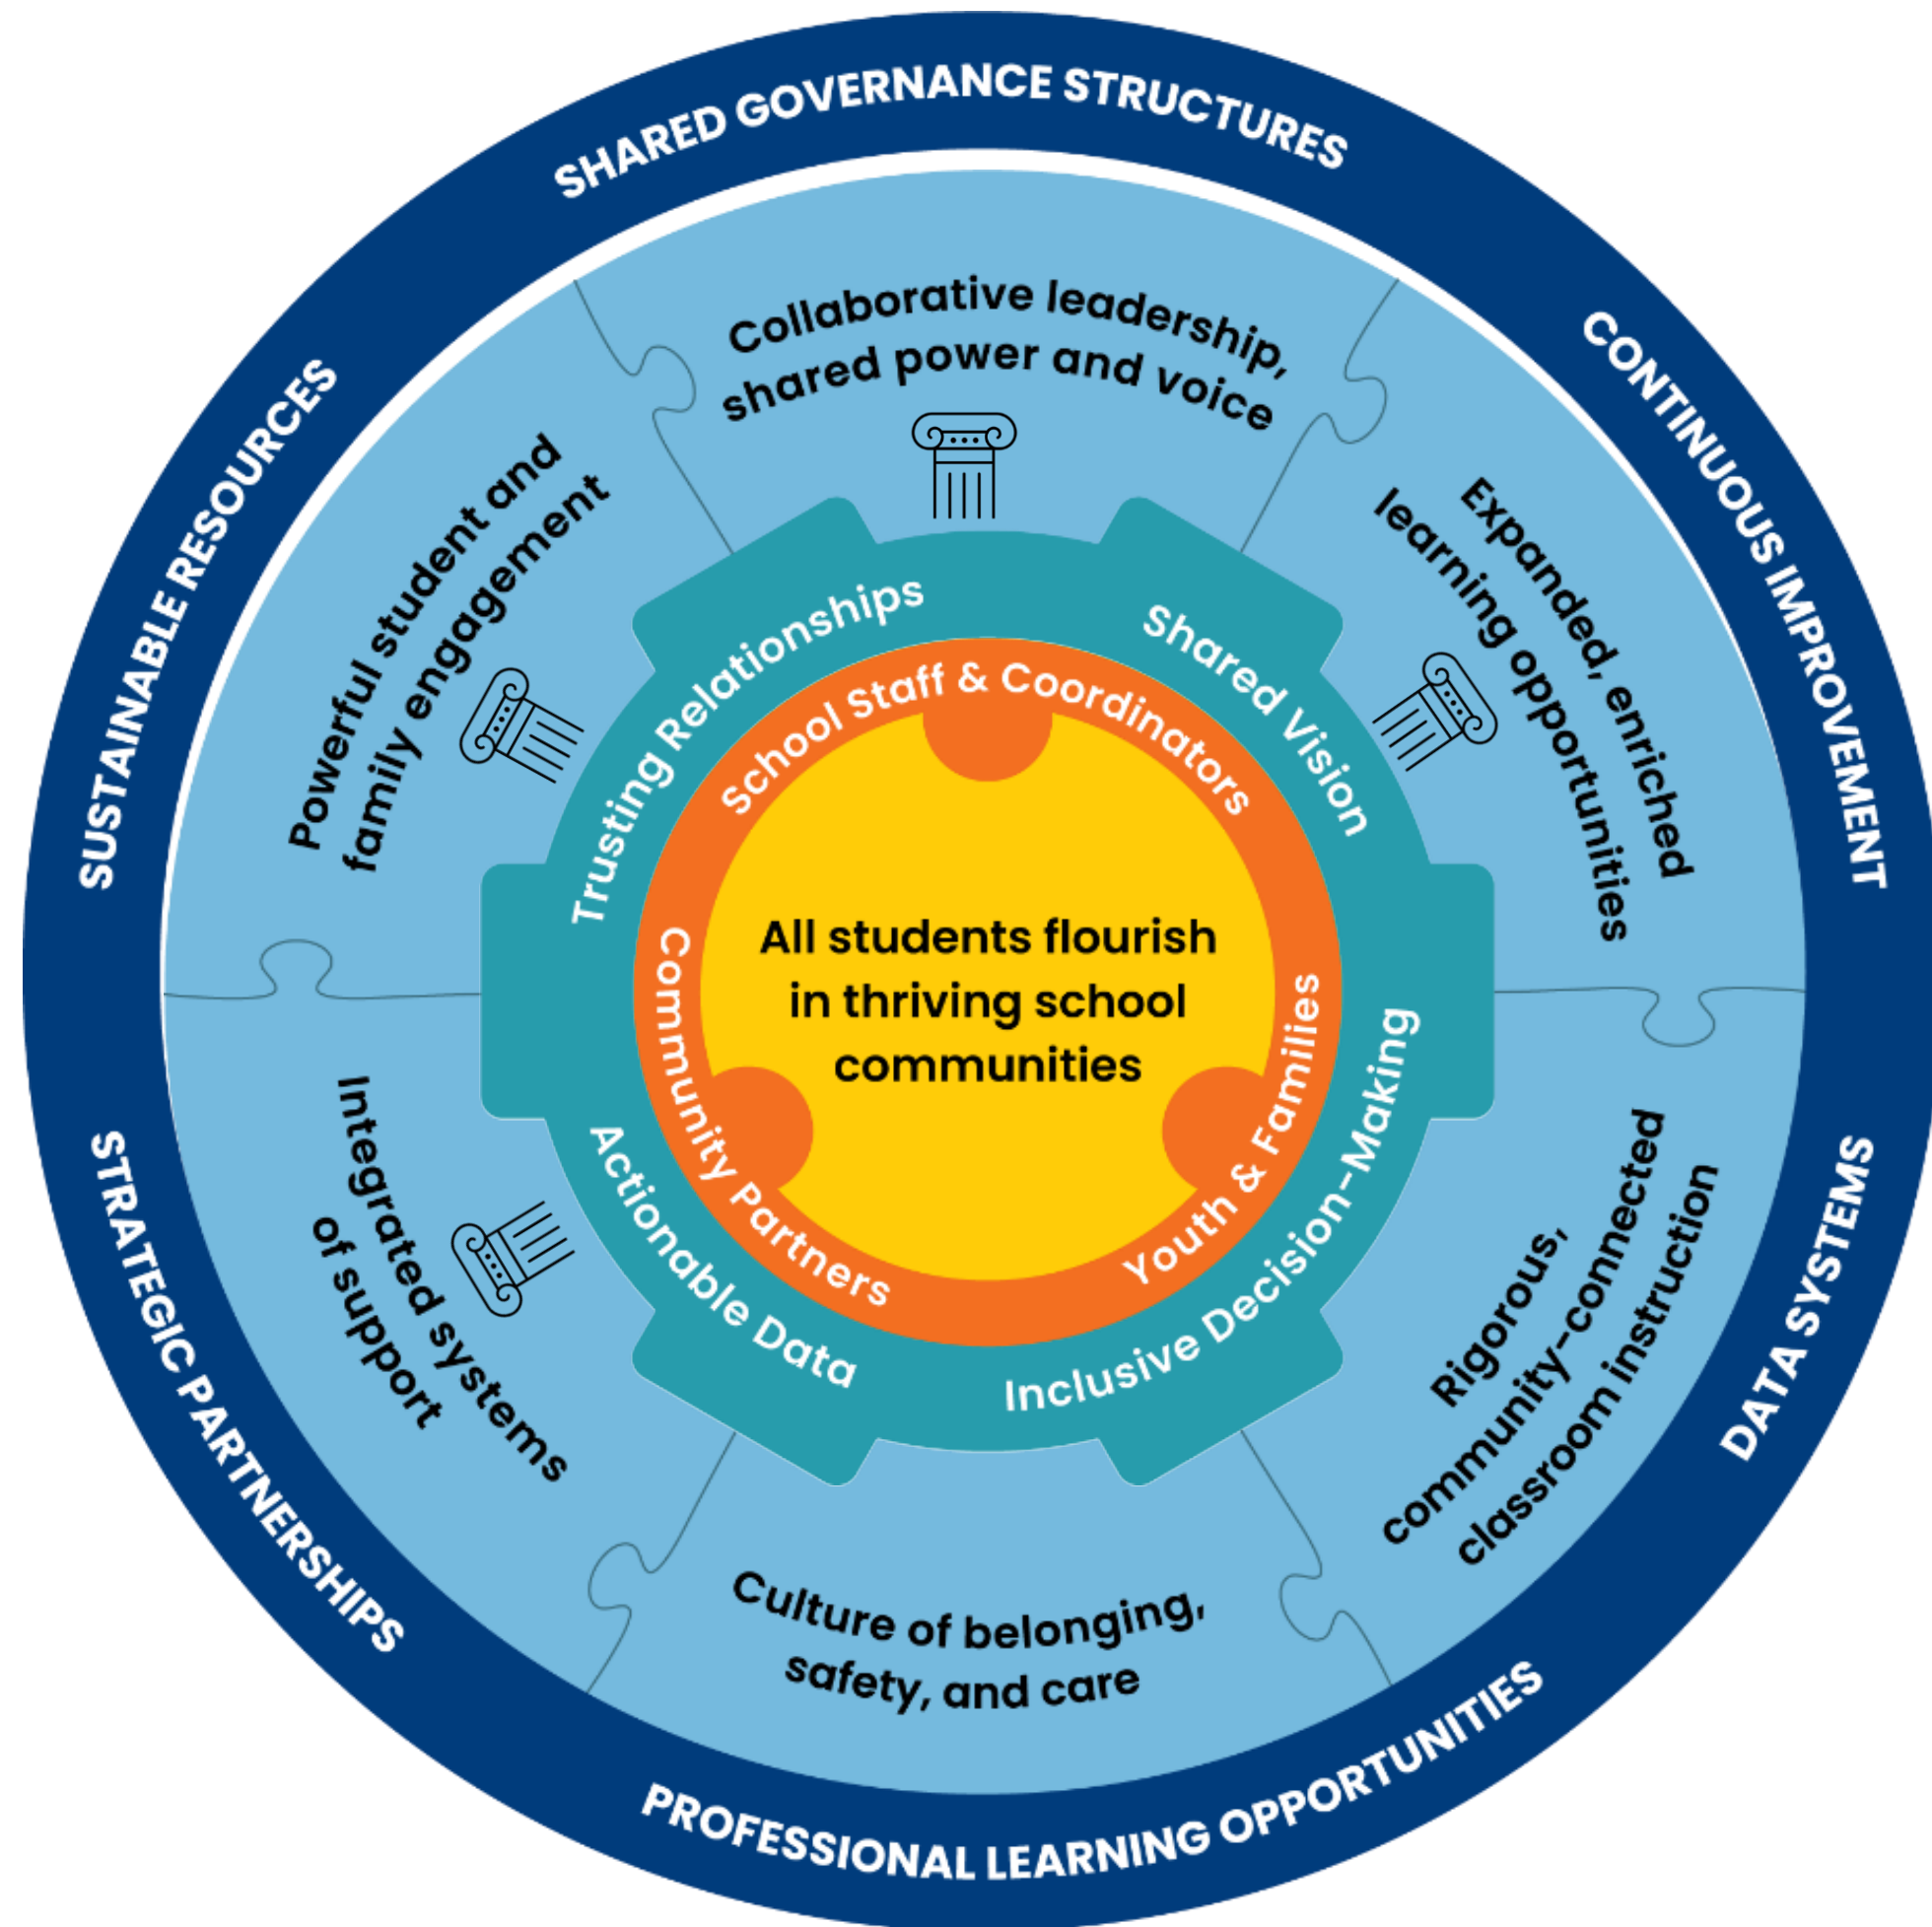 SHARED GOVERNANCE STRUCTURES
CONTINUOUS IMPROVEMENT
DATA SYSTEMS
PROFESSIONAL LEARNING OPPORTUNITIES
STRATEGIC PARTNERSHIPS
SUSTAINABLE RESOURCES
Collaborative leadership,
shared power and voice
Expanded, enriched
learning opportunities
Rigorous,
community-connected
classroom instruction
Culture of belonging,
safety, and care
Integrated systems
of support
Powerful student and
family engagement
Trusting Relationships
Shared Vision
Inclusive Decision-Making
Actionable Data
School Staff & Coordinators
Youth & Families
Community Partners
All students flourish
in thriving school
communities